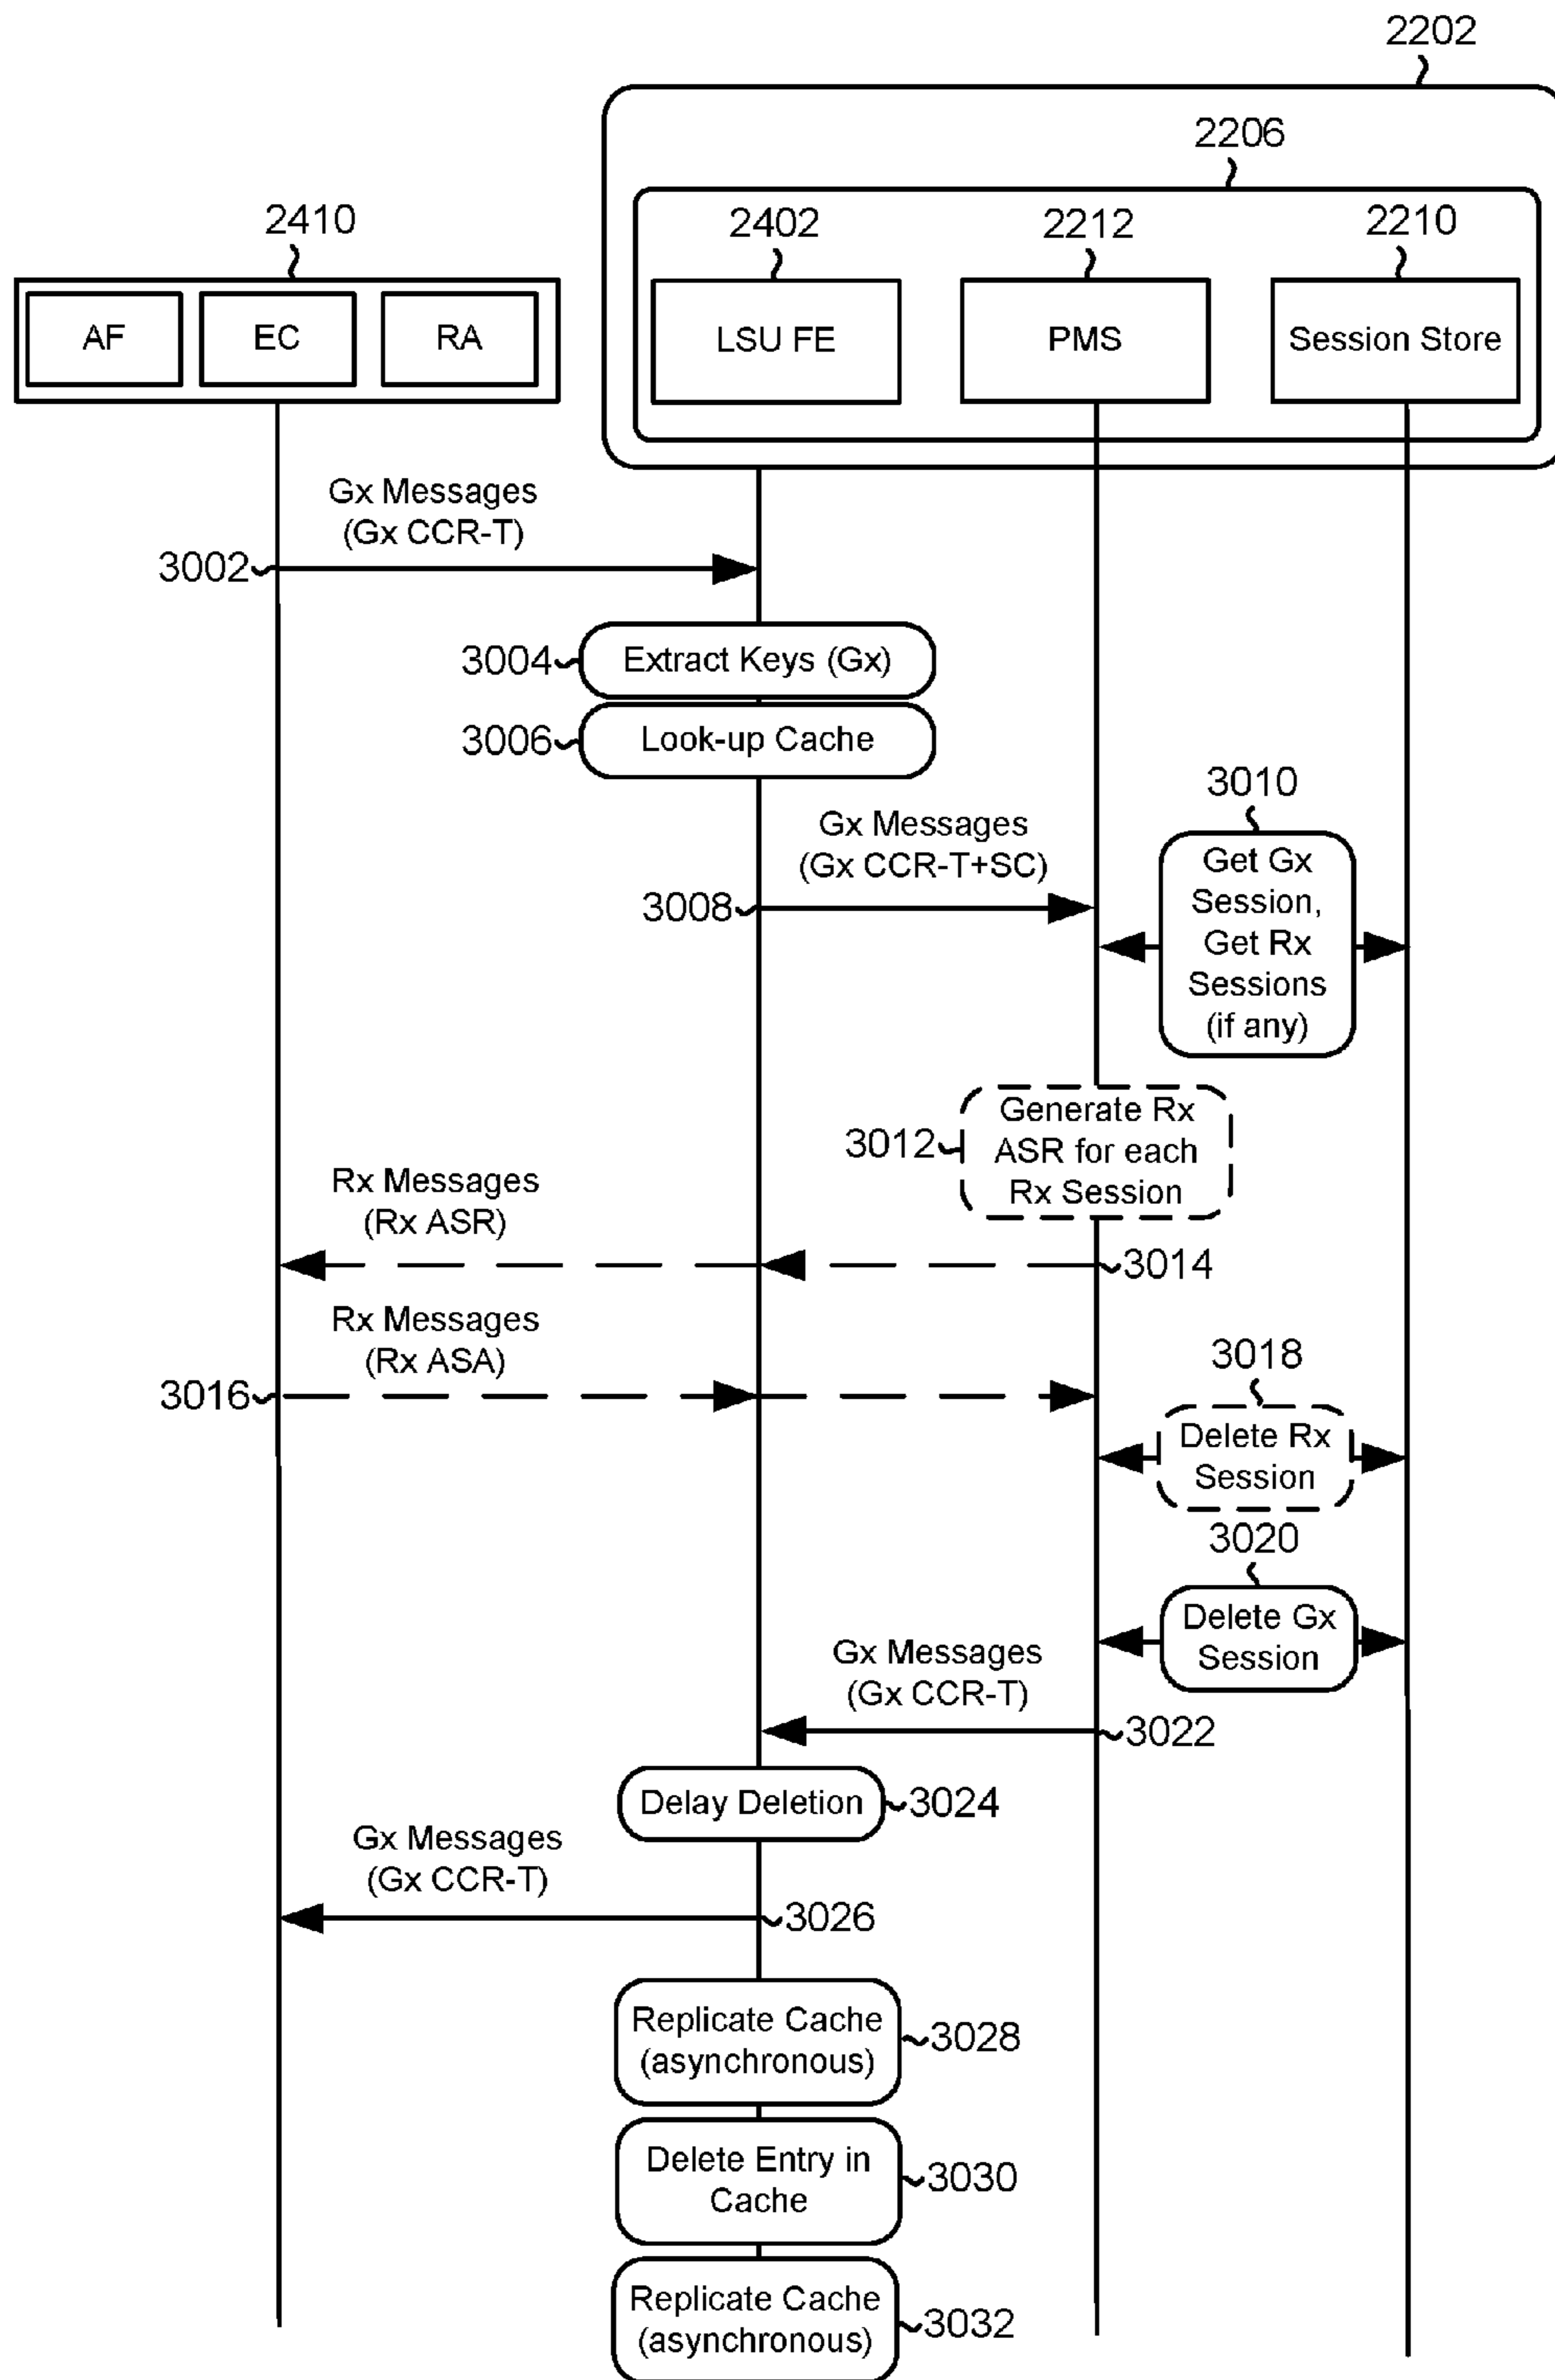 2202
2206
2410
2402
2212
2210
AF
EC
RA
LSU FE
PMS
Session Store
Gx Messages
(Gx CCR-T)
3002
3004
Extract Keys (Gx)
3006
Look-up Cache
3010
Gx Messages
(Gx CCR-T+SC)
3008
Get Gx
Session,
Get Rx
Sessions
(if any)
3012
Generate Rx
ASR for each
Rx Session
Rx Messages
(Rx ASR)
3014
Rx Messages
(Rx ASA)
3016
3018
Delete Rx
Session
3020
Delete Gx
Session
Gx Messages
(Gx CCR-T)
3022
Delay Deletion
3024
Gx Messages
(Gx CCR-T)
3026
Replicate Cache
(asynchronous)
3028
Delete Entry in
Cache
3030
Replicate Cache
(asynchronous)
3032